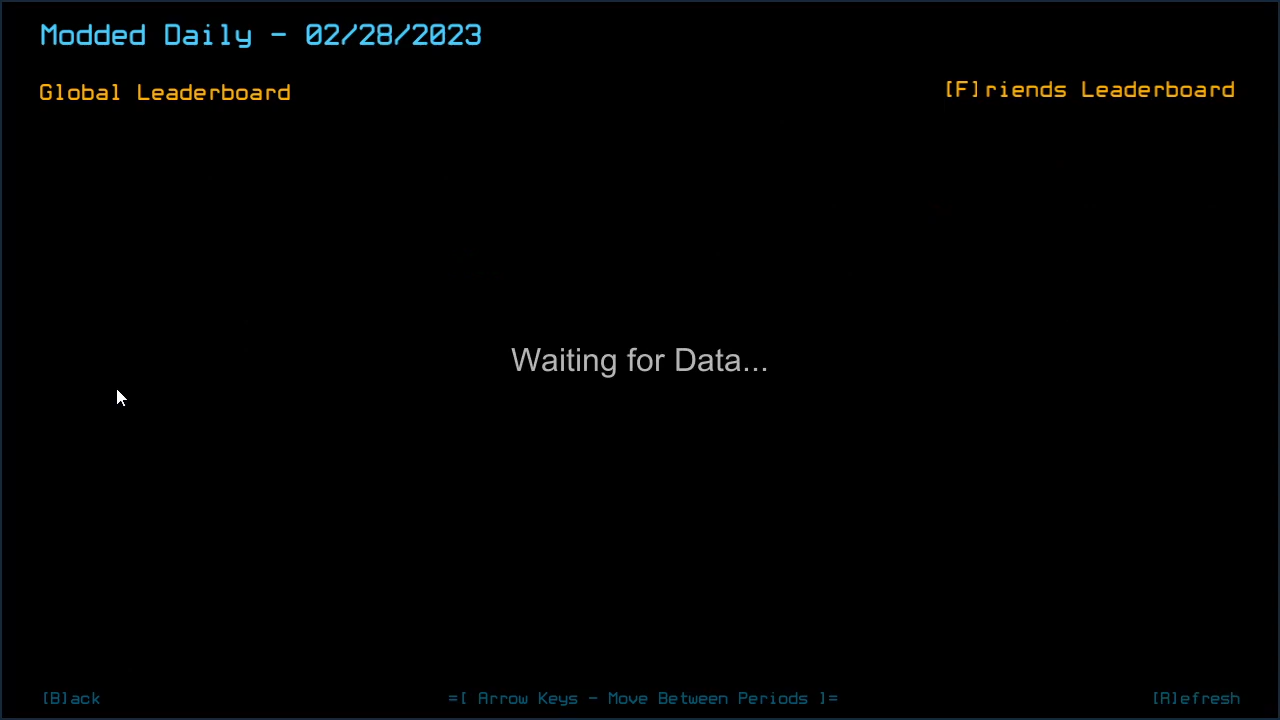 Modded Daily - 02/28/2023
Global Leaderboard
[F]riends Leaderboard
Waiting for Data...
[B]ack
=[ Arrow Keys - Move Between Periods ]=
[R]efresh